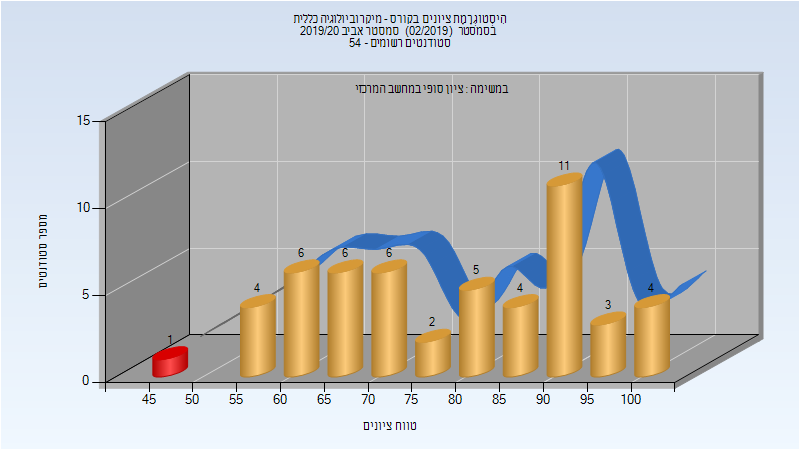 הִיסְטוֹגְרָמַת ציונים בקורס - מיקרוביולוגיה כללית
בסמסטר (02/2019) סמסטר אביב 2019/20
סטודנטים רשומים - 54
במשימה : ציון סופי במחשב המרכזי
מספר סטודנטים
15
10
5
0
1
4
6
6
6
2
5
4
11
3
4
45 50 55 60 65 70 75 80 85 90 95 100
טווח ציונים